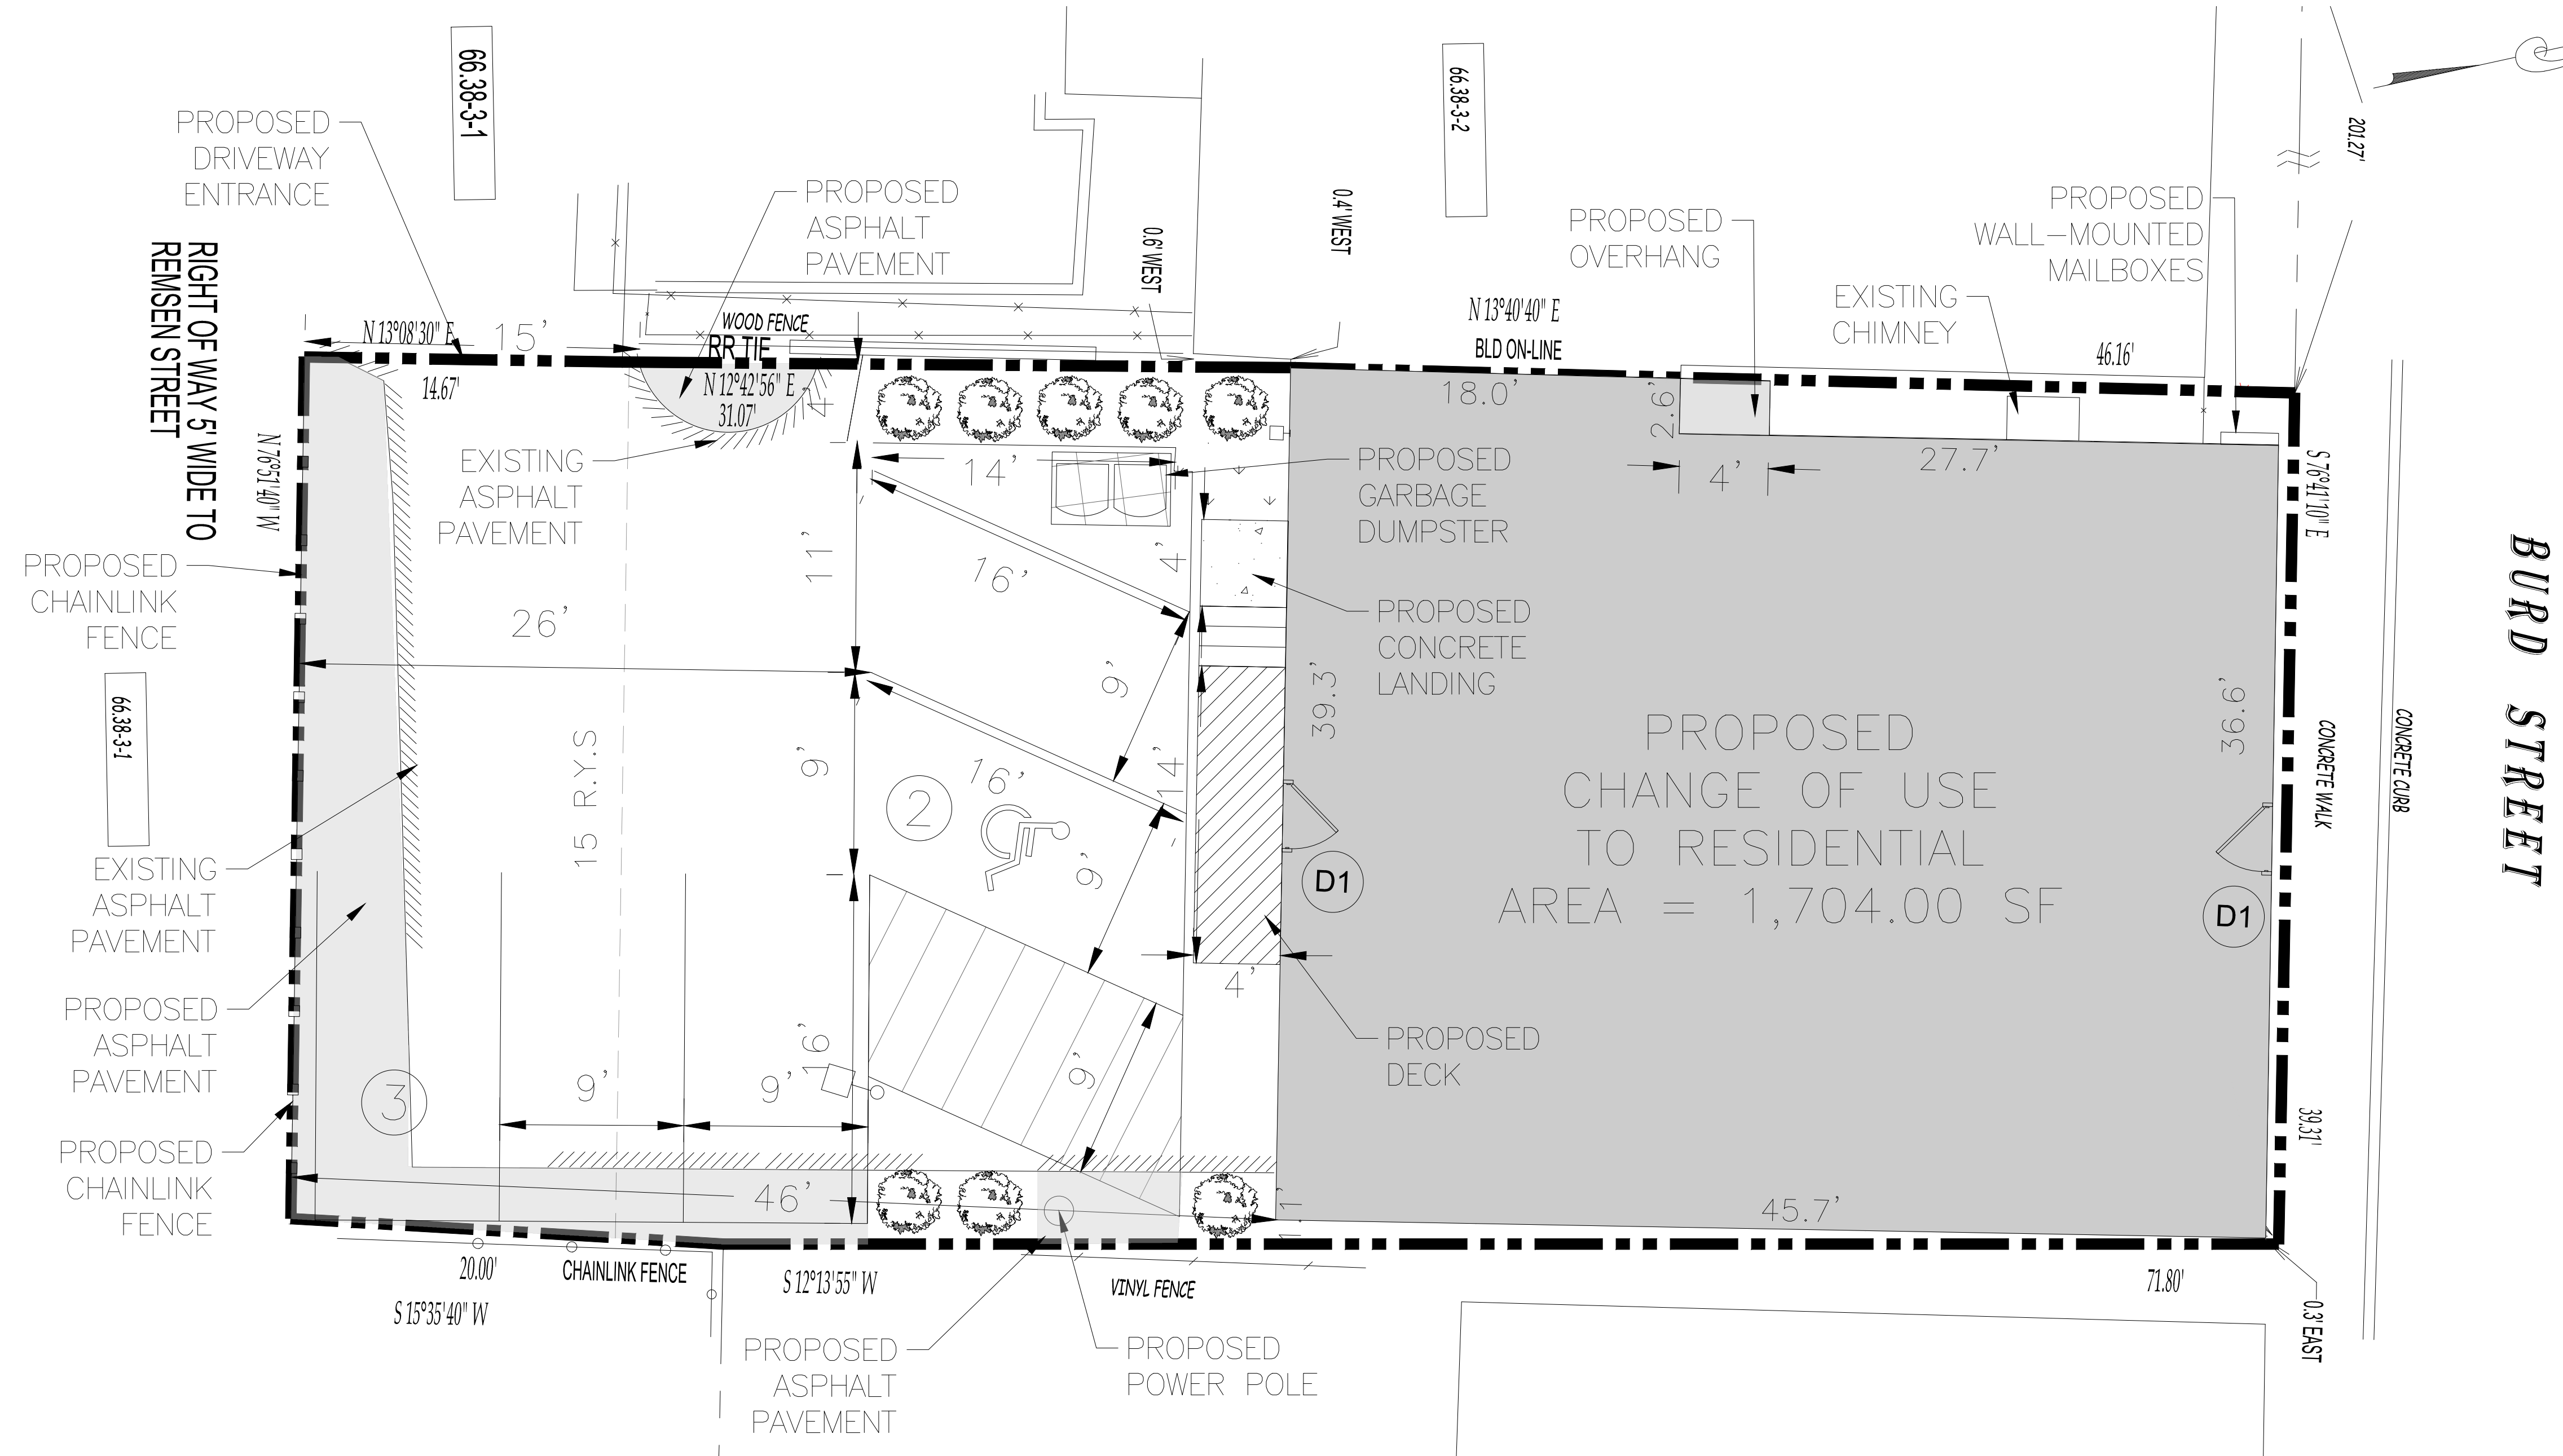 66.38-3-1
66.38-3-2
201.27'
PROPOSED
DRIVEWAY
ENTRANCE
PROPOSED
ASPHALT
PAVEMENT
0.6' WEST
0.4' WEST
PROPOSED
OVERHANG
PROPOSED
WALL-MOUNTED
MAILBOXES
EXISTING
CHIMNEY
RIGHT OF WAY 5' WIDE TO
REMSEN STREET
N 13°08'30" E
15'
WOOD FENCE
RR TIE
N 13°40'40" E
BLD ON-LINE
46.16'
14.67'
N 12°42'56" E
31.07'
4'
18.0'
2.6'
4'
27.7'
N 76°51'40" W
EXISTING
ASPHALT
PAVEMENT
14'
PROPOSED
GARBAGE
DUMPSTER
S 76°41'10" E
PROPOSED
CHAINLINK
FENCE
26'
11'
16'
4'
PROPOSED
CONCRETE
LANDING
BURD STREET
66.38-3-1
15 R.Y.S
9'
9'
16'
2
14'
39.3'
36.6'
PROPOSED
CHANGE OF USE
TO RESIDENTIAL
AREA = 1,704.00 SF
CONCRETE WALK
CONCRETE CURB
EXISTING
ASPHALT
PAVEMENT
9'
D1
D1
4'
PROPOSED
ASPHALT
PAVEMENT
3
9'
9'
16'
9'
PROPOSED
DECK
39.31'
PROPOSED
CHAINLINK
FENCE
46'
1.1'
45.7'
20.00'
CHAINLINK FENCE
S 12°13'55" W
VINYL FENCE
71.80'
S 15°35'40" W
0.3' EAST
PROPOSED
ASPHALT
PAVEMENT
PROPOSED
POWER POLE